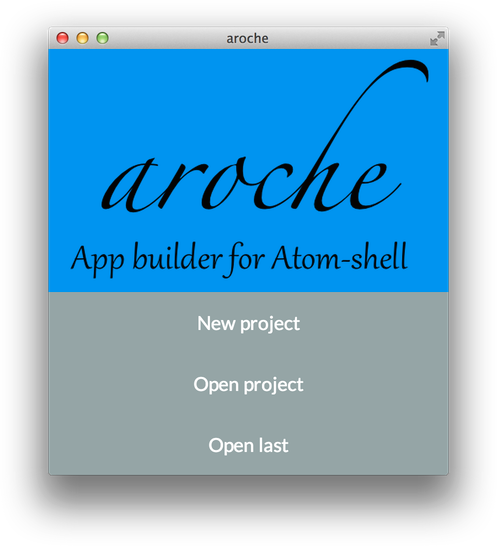 aroche
aroche
App builder for Atom-shell
New project
Open project
Open last